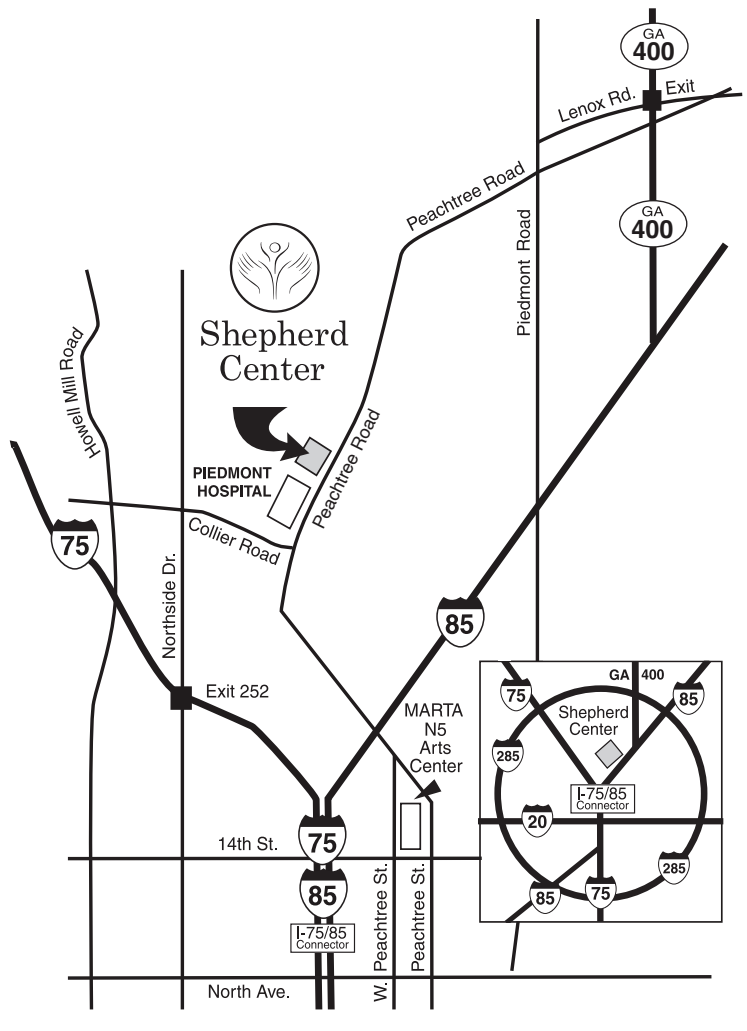 GA
400
Exit
Lenox Rd.
Peachtree Road
GA
400
Piedmont Road
Shepherd
Center
Howell Mill Road
Peachtree Road
PIEDMONT
HOSPITAL
Collier Road
75
Northside Dr.
85
Exit 252
MARTA
N5
Arts
Center
14th St.
75
85
I-75/85
Connector
W. Peachtree St.
Peachtree St.
North Ave.
75
GA 400
85
Shepherd
Center
285
I-75/85
Connector
20
285
85
75